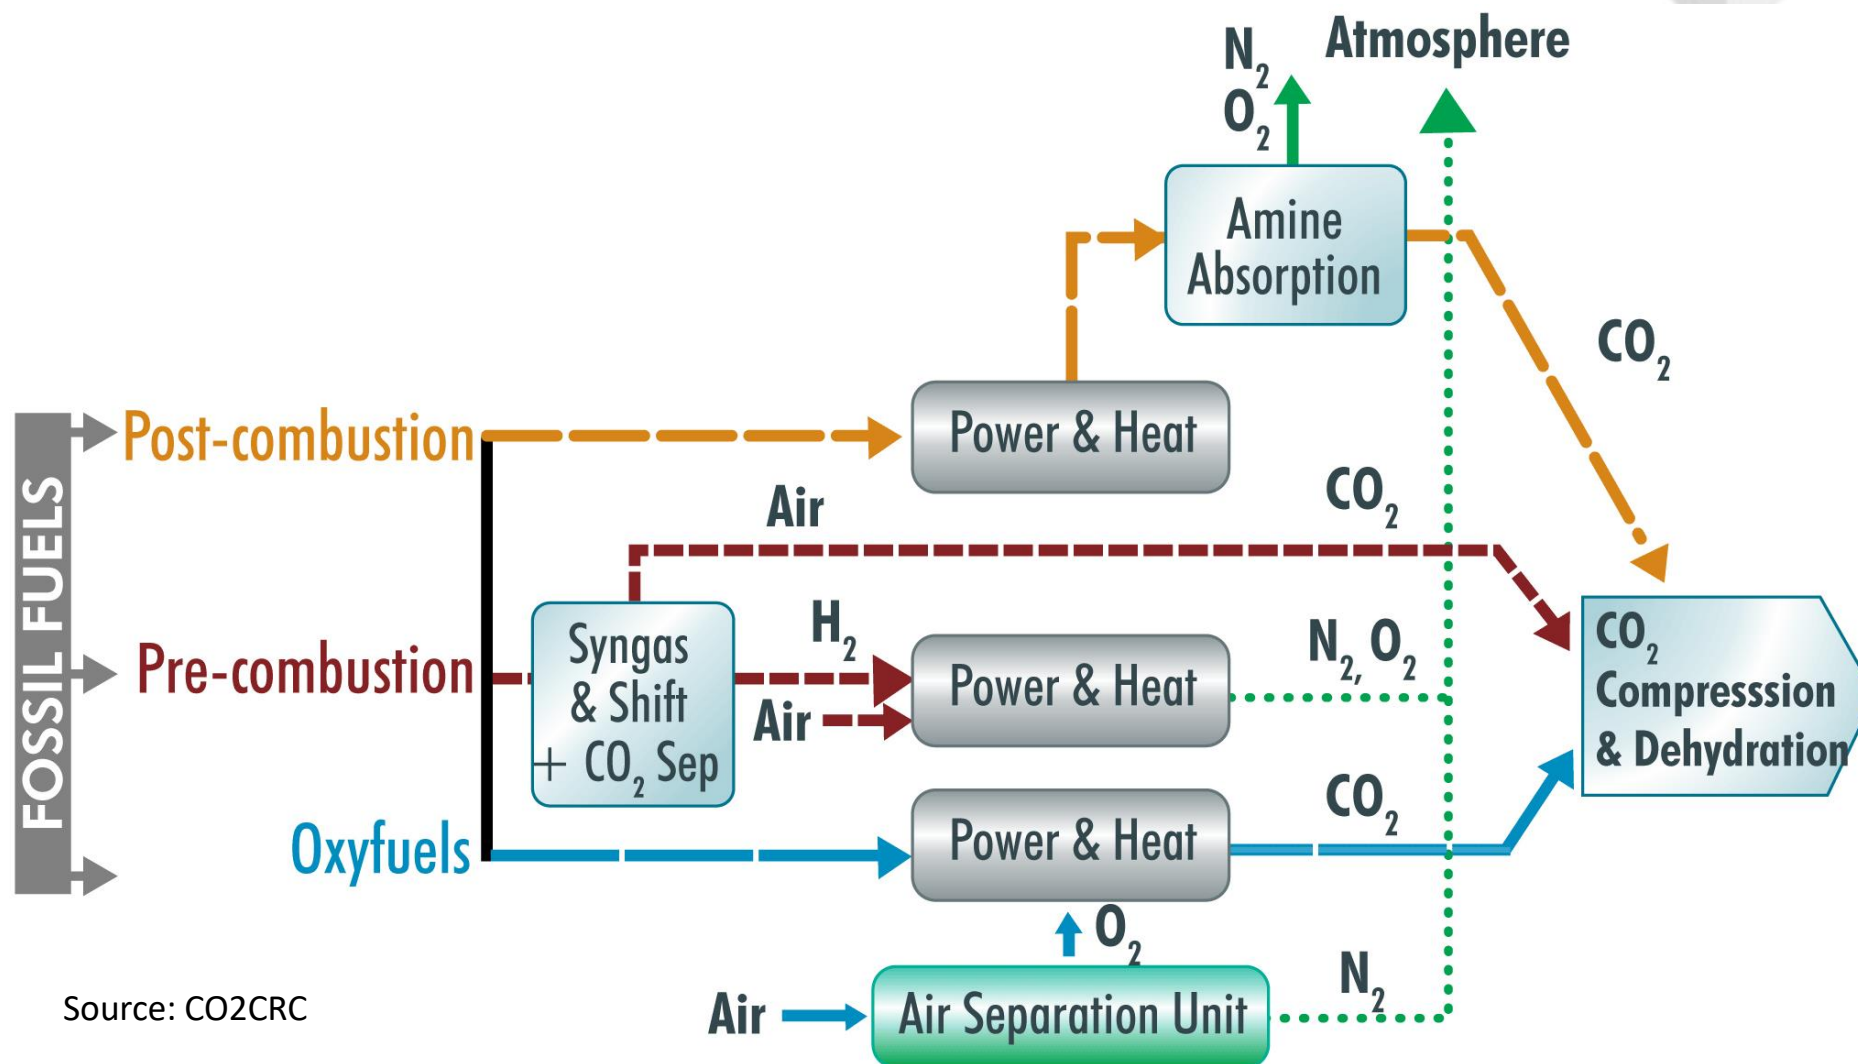 N₂
O₂
Atmosphere
Amine
Absorption
CO₂
FOSSIL FUELS
Post-combustion
Power & Heat
Air
CO₂
Pre-combustion
Syngas
& Shift
+ CO₂ Sep
H₂
Air
Power & Heat
N₂, O₂
CO₂
Compresssion
& Dehydration
Oxyfuels
Power & Heat
CO₂
O₂
Air
Air Separation Unit
N₂
Source: CO2CRC